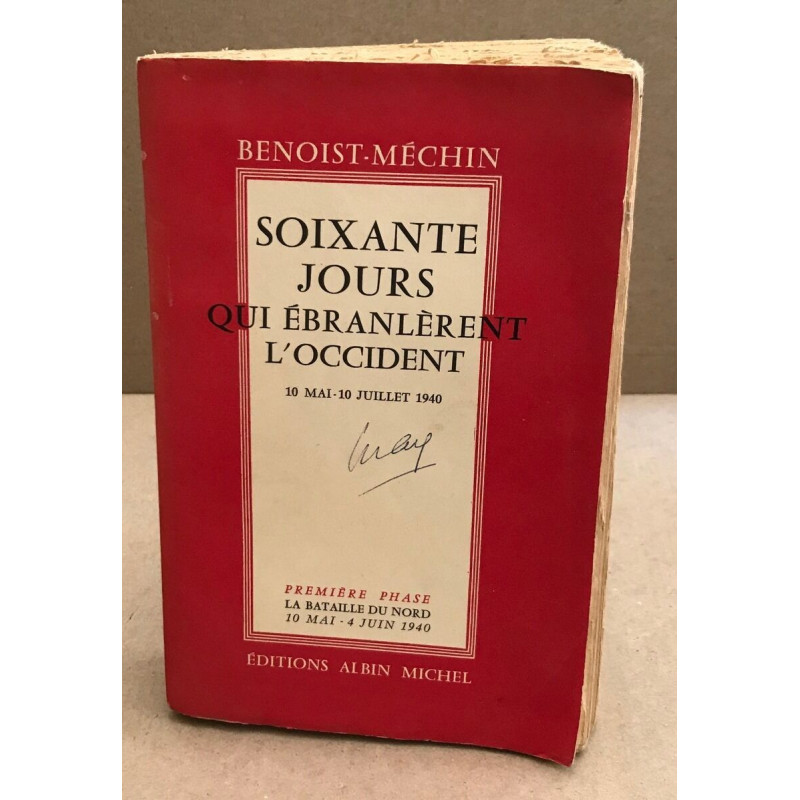 BENOIST-MÉCHIN
SOIXANTE
JOURS
QUI ÉBRANLÈRENT
L'OCCIDENT
10 MAI-10 JUILLET 1940
PREMIÈRE PHASE
LA BATAILLE DU NORD
10 MAI - 4 JUIN 1940
ÉDITIONS ALBIN MICHEL